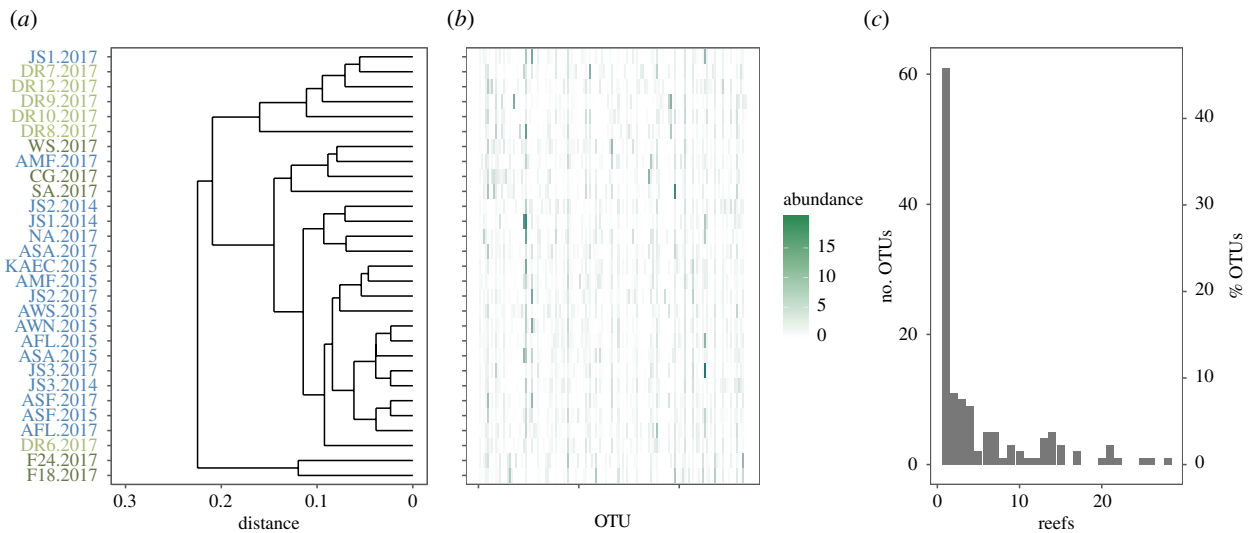 (a)
JS1.2017
DR7.2017
DR12.2017
DR9.2017
DR10.2017
DR8.2017
WS.2017
AMF.2017
CG.2017
SA.2017
JS2.2014
JS1.2014
NA.2017
ASA.2017
KAEC.2015
AMF.2015
JS2.2017
AWS.2015
AWN.2015
AFL.2015
ASA.2015
JS3.2017
JS3.2014
ASF.2017
ASF.2015
AFL.2017
DR6.2017
F24.2017
F18.2017
0.3 0.2 0.1 0
distance
(b)
OTU
abundance
15
10
5
0
(c)
no. OTUs
60
40
20
0
0 10 20
reefs
40
30
20
10
0
% OTUs